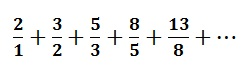 2/1 + 3/2 + 5/3 + 8/5 + 13/8 + ⋯